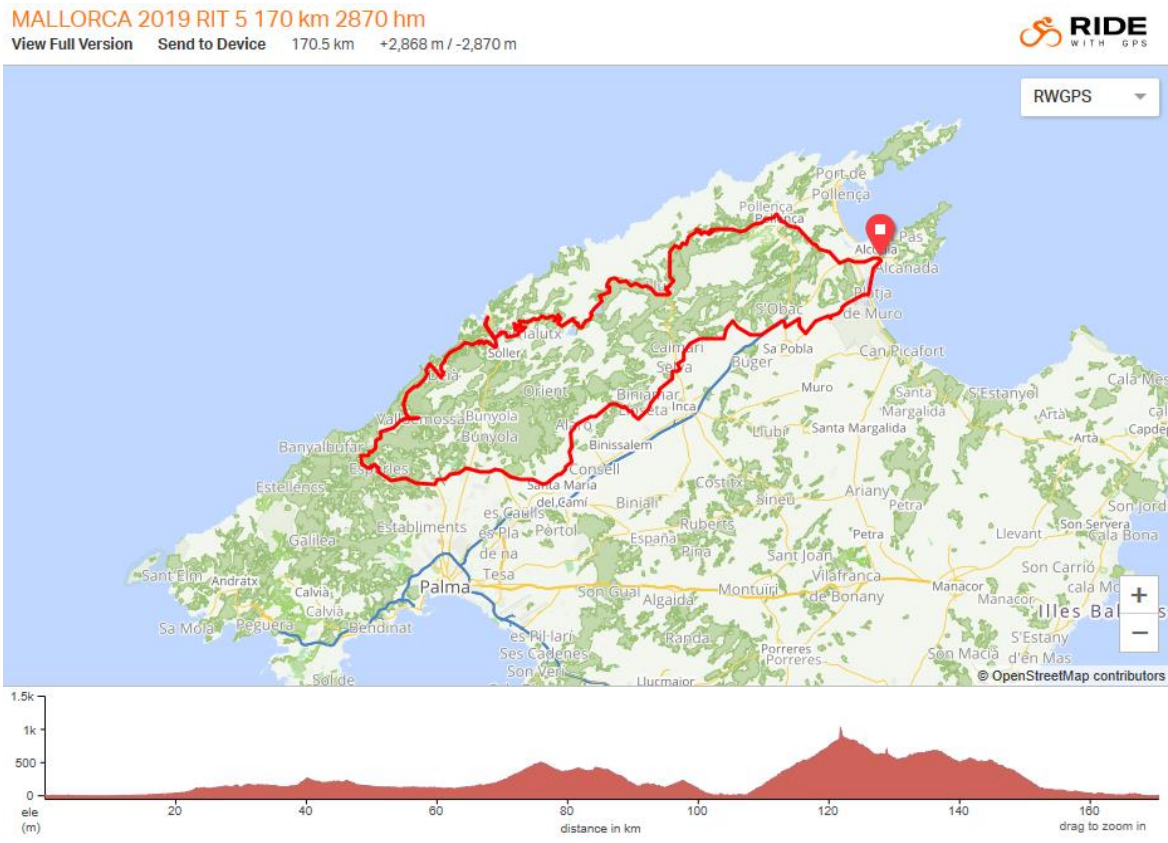 MALLORCA 2019 RIT 5 170 km 2870 hm
View Full Version Send to Device 170.5 km +2,868 m / -2,870 m
RIDE
WITH GPS
RWGPS
Port de
Pollença
Pollença
Pollença
Pas
Alcúdia
Alcanada
Platja
de Muro
S'Obac
Sa Pobla
Can Picafort
Búger
Caimari
Selva
Sóller
Orient
Biniamar
Inca
Muro
Santa
Margalida
S'Estanyol
Cala Mes
Artà
Artà
Capdep
Valldemossa
Bunyola
Bunyola
Alaró
Binissalem
Llubí
Santa Margalida
Banyalbufar
Esporles
Estellencs
Consell
Santa Maria
del Camí
Biniali
Costitx
Sineu
Ariany
Petra
Son Jord
Son Servera
Cala Bona
es Caülls
es Pla
de na
Tesa
Pòrtol
Ruberts
España
Pina
Petra
Llevant
Establiments
Galilea
Sant Joan
Son Carrió
cala Mo
Sant Elm
Andratx
Calvià
Calvià
Palma
Son Gual
Algaida
Montuïri
Vilafranca
de Bonany
Manacor
Manacor
Sa Mola
Peguera
Bendinat
es Pil·larí
Ses Cadenes
Son Verí
Randa
Porreres
Porreres
Son Macià
S'Estany
d'en Mas
Sol de
Llucmajor
+
−
© OpenStreetMap contributors
1.5k
1k
500
0
ele
(m)
20 40 60 80 100 120 140 160
distance in km
drag to zoom in